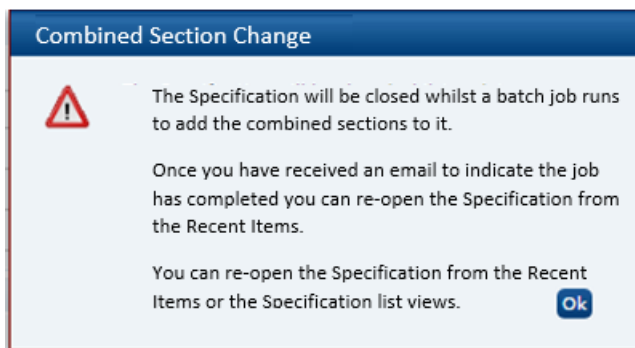 Combined Section Change
The Specification will be closed whilst a batch job runs
to add the combined sections to it.
Once you have received an email to indicate the job
has completed you can re-open the Specification from
the Recent Items.
You can re-open the Specification from the Recent
Items or the Specification list views.
Ok